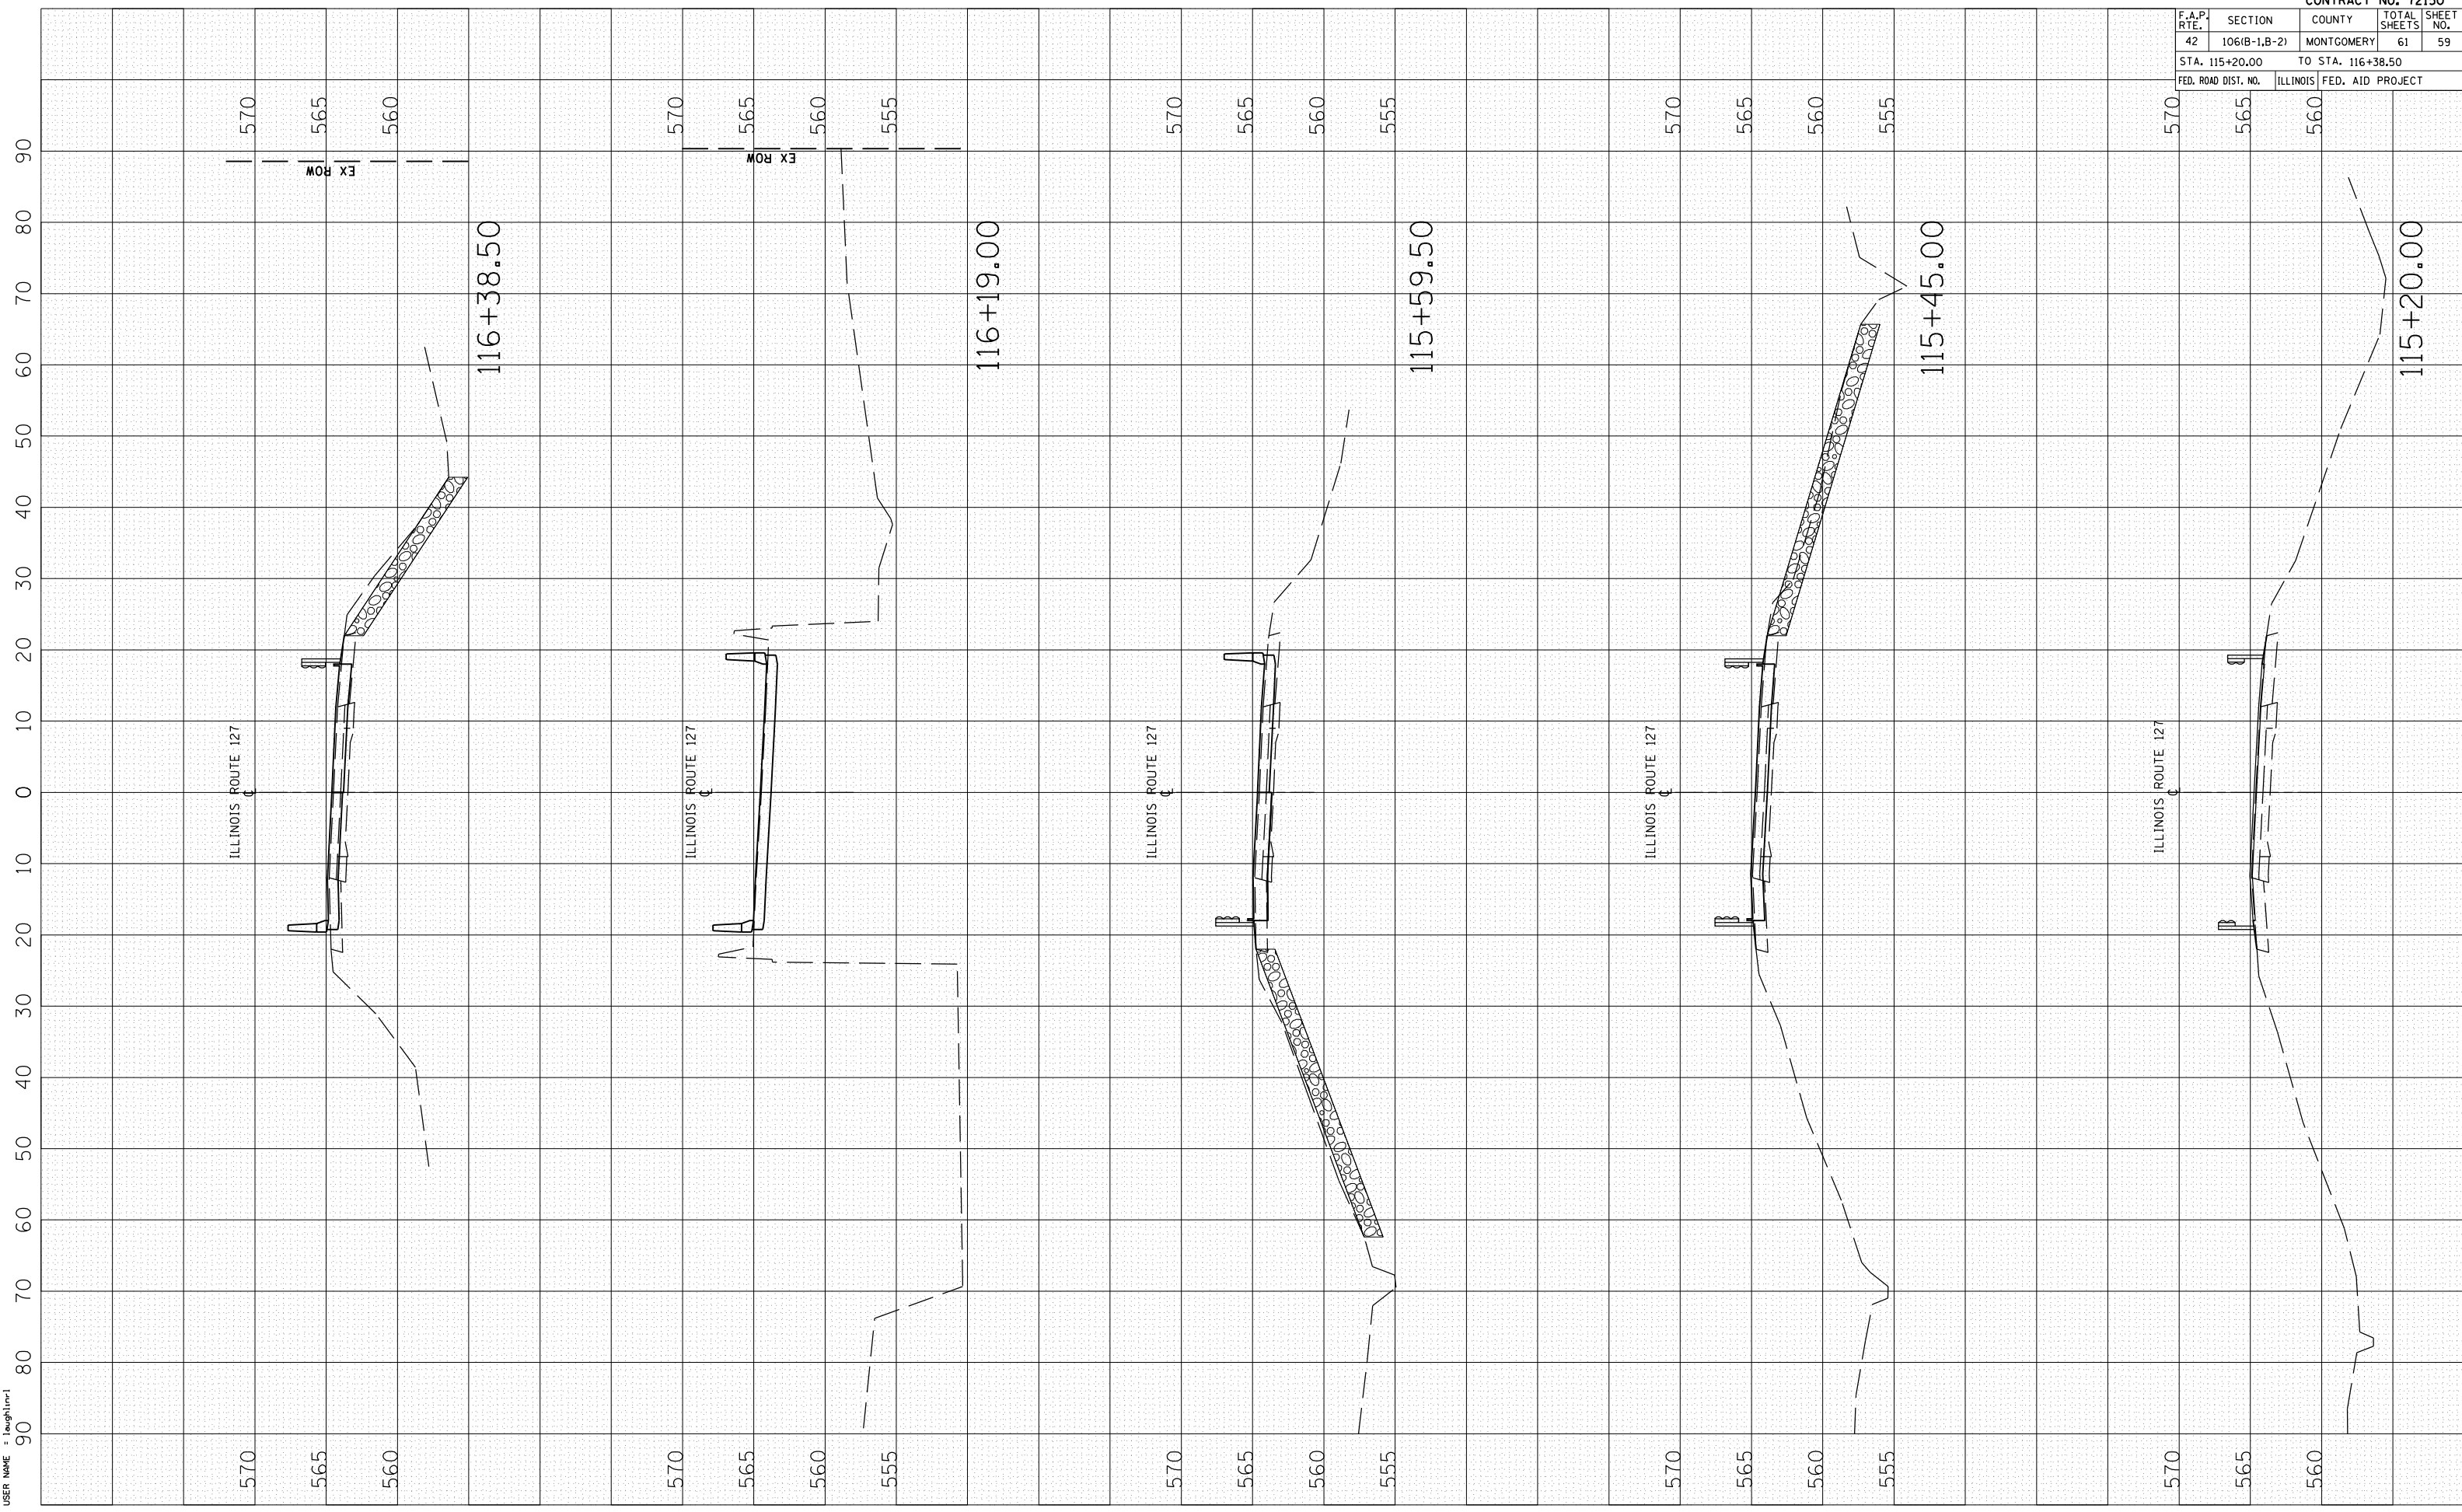 F.A.P. RTE. SECTION COUNTY TOTAL SHEETS SHEET NO.
42 106(B-1,B-2) MONTGOMERY 61 59
STA. 115+20.00 TO STA. 116+38.50
FED. ROAD DIST. NO. ILLINOIS FED. AID PROJECT
570 565 560 570 565 560 555 570 565 560 555 570 565 560 555 570 565 560
90
EX ROW
EX ROW
80
116+38.50
116+19.00
115+59.50
115+45.00
115+20.00
70
60
50
40
30
20
10
ILLINOIS ROUTE 127
ILLINOIS ROUTE 127
ILLINOIS ROUTE 127
ILLINOIS ROUTE 127
ILLINOIS ROUTE 127
0
10
20
30
40
50
60
70
80
90
570 565 560 570 565 560 555 570 565 560 555 570 565 560 555 570 565 560
USER NAME = laughlinrl